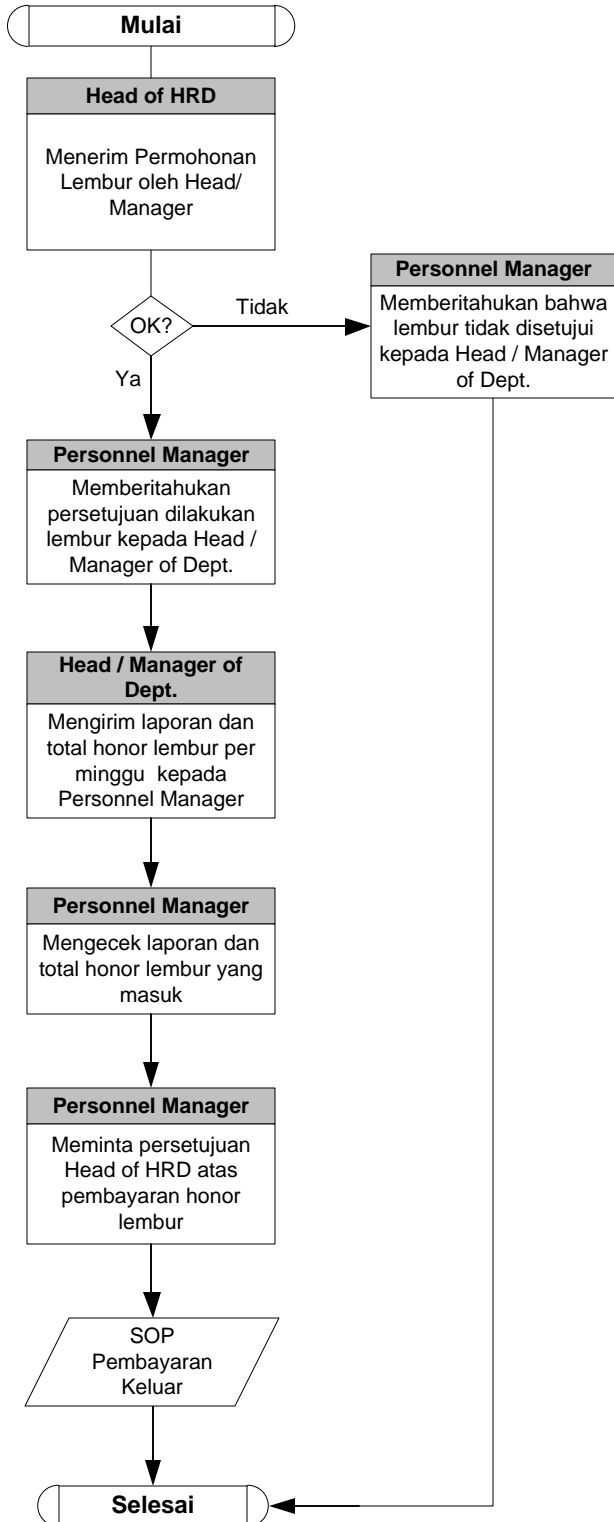 Mulai
Head of HRD
Menerim Permohonan
Lembur oleh Head/
Manager
OK?
Tidak
Personnel Manager
Memberitahukan bahwa
lembur tidak disetujui
kepada Head / Manager
of Dept.
Ya
Personnel Manager
Memberitahukan
persetujuan dilakukan
lembur kepada Head /
Manager of Dept.
Head / Manager of
Dept.
Mengirim laporan dan
total honor lembur per
minggu kepada
Personnel Manager
Personnel Manager
Mengecek laporan dan
total honor lembur yang
masuk
Personnel Manager
Meminta persetujuan
Head of HRD atas
pembayaran honor
lembur
SOP
Pembayaran
Keluar
Selesai